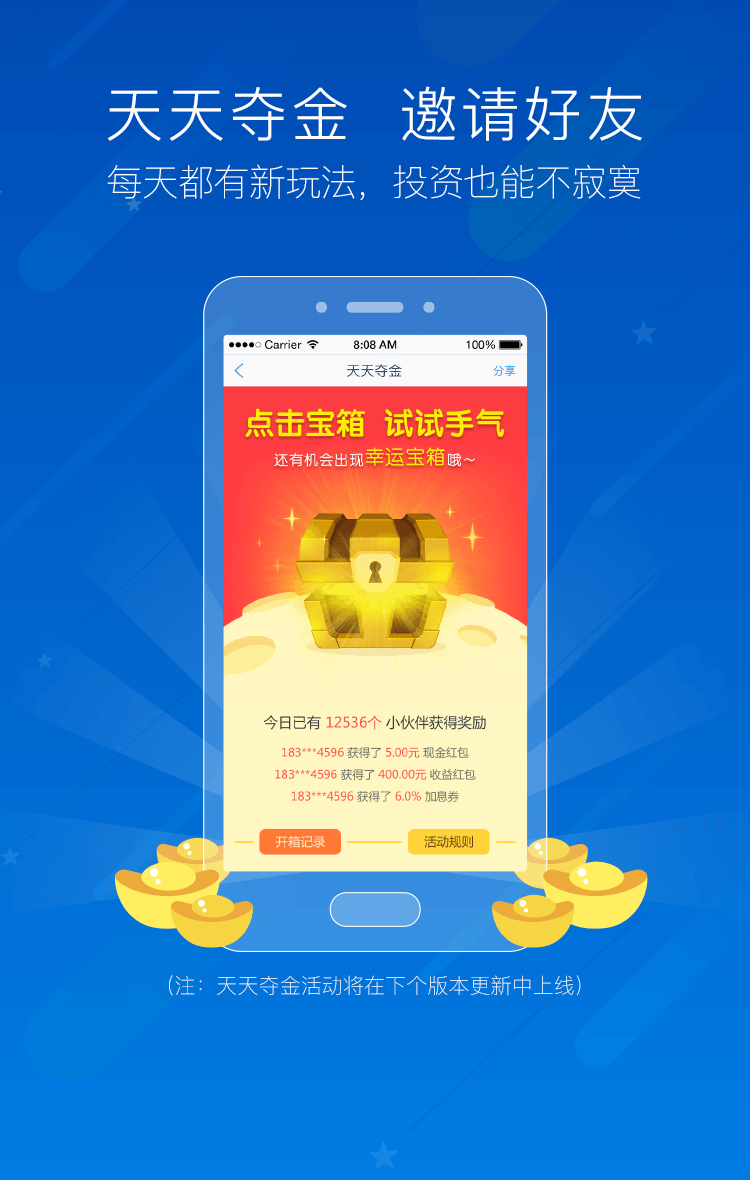 天天夺金 邀请好友
每天都有新玩法，投资也能不寂寞
Carrier 8:08 AM 100%
天天夺金 分享
点击宝箱 试试手气
还有机会出现幸运宝箱哦～
今日已有 12536个 小伙伴获得奖励
183***4596 获得了 5.00元 现金红包
183***4596 获得了 400.00元 收益红包
183***4596 获得了 6.0% 加息券
开箱记录 活动规则
（注：天天夺金活动将在下个版本更新中上线）